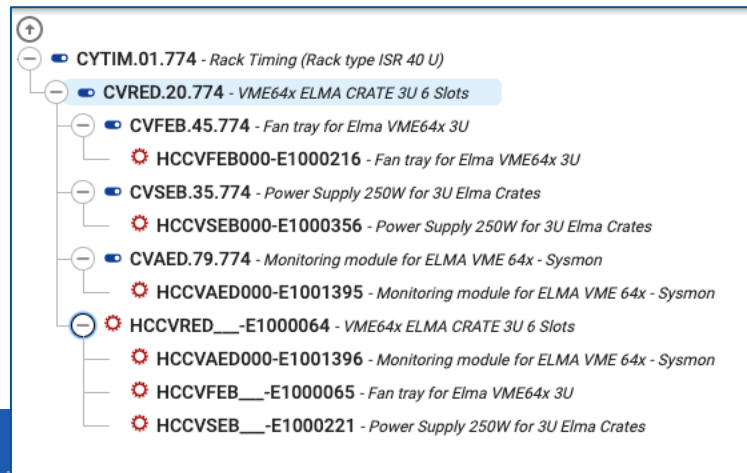 CYTIM.01.774 - Rack Timing (Rack type ISR 40 U)
CVRED.20.774 - VME64x ELMA CRATE 3U 6 Slots
CVFEB.45.774 - Fan tray for Elma VME64x 3U
HCCVFEB000-E1000216 - Fan tray for Elma VME64x 3U
CVSEB.35.774 - Power Supply 250W for 3U Elma Crates
HCCVSEB000-E1000356 - Power Supply 250W for 3U Elma Crates
CVAED.79.774 - Monitoring module for ELMA VME 64x - Sysmon
HCCVAED000-E1001395 - Monitoring module for ELMA VME 64x - Sysmon
HCCVRED___-E1000064 - VME64x ELMA CRATE 3U 6 Slots
HCCVAED000-E1001396 - Monitoring module for ELMA VME 64x - Sysmon
HCCVFEB___-E1000065 - Fan tray for Elma VME64x 3U
HCCVSEB___-E1000221 - Power Supply 250W for 3U Elma Crates